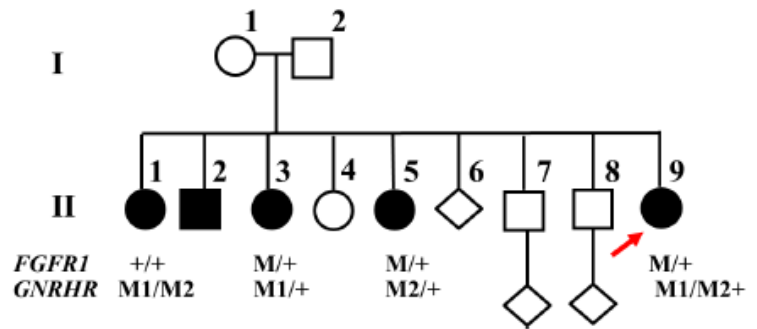 1 2
I
1 2 3 4 5 6 7 8 9
II
FGFR1 +/+ M/+ M/+ M/+
GNRHR M1/M2 M1/+ M2/+ M1/M2+